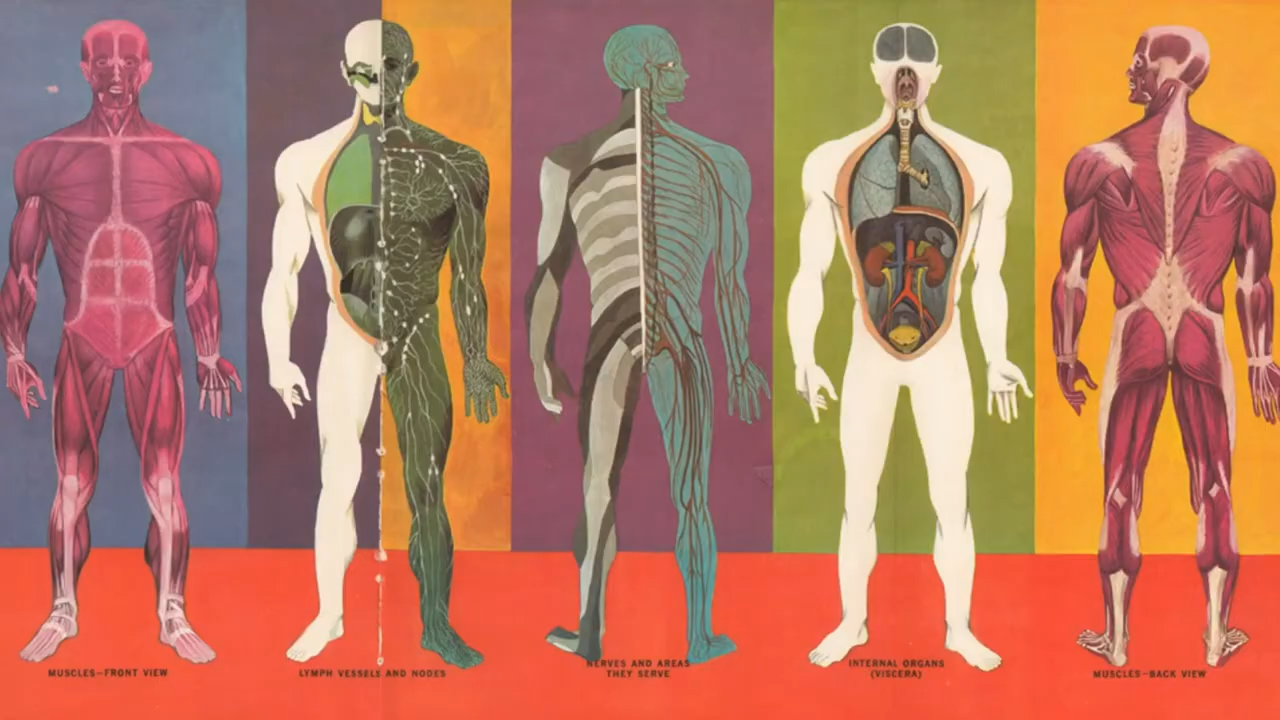 MUSCLES—FRONT VIEW
LYMPH VESSELS AND NODES
NERVES AND AREAS
THEY SERVE
INTERNAL ORGANS
(VISCERA)
MUSCLES—BACK VIEW